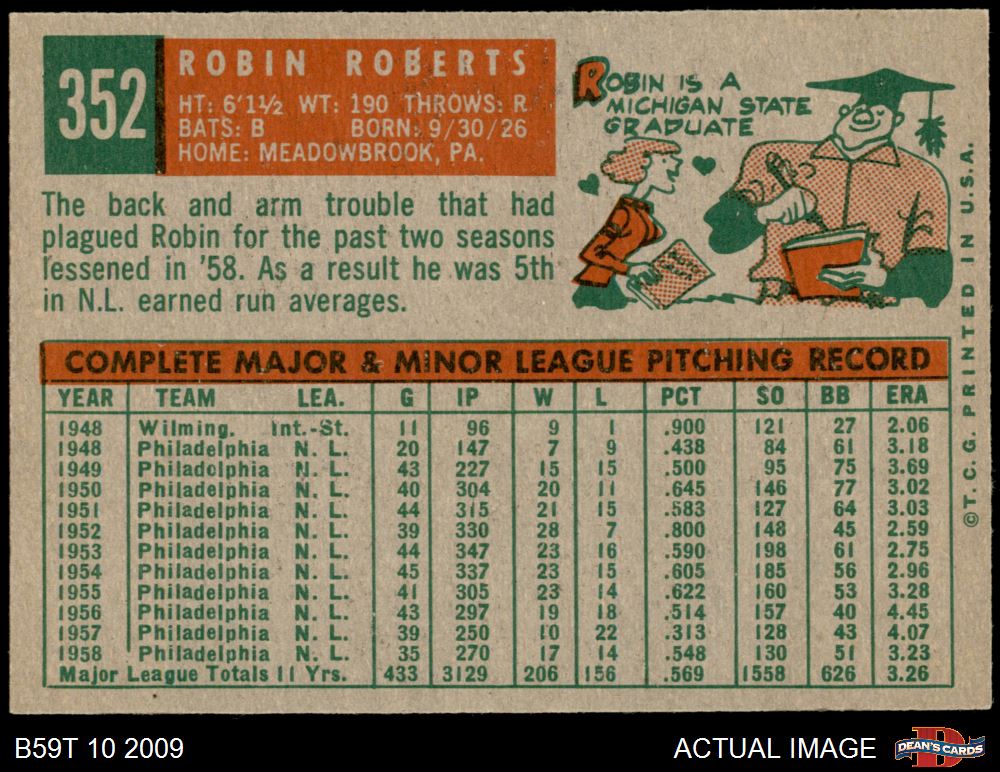 352
ROBIN ROBERTS
HT: 6'1½ WT: 190 THROWS: R
BATS: B BORN: 9/30/26
HOME: MEADOWBROOK, PA.
ROBIN IS A
MICHIGAN STATE
GRADUATE
The back and arm trouble that had
plagued Robin for the past two seasons
lessened in '58. As a result he was 5th
in N.L. earned run averages.
COMPLETE MAJOR & MINOR LEAGUE PITCHING RECORD
YEAR TEAM LEA. G IP W L PCT SO BB ERA
1948 Wilming. Int.-St. 11 96 9 1 .900 121 27 2.06
1948 Philadelphia N. L. 20 147 7 9 .438 84 61 3.18
1949 Philadelphia N. L. 43 227 15 15 .500 95 75 3.69
1950 Philadelphia N. L. 40 304 20 11 .645 146 77 3.02
1951 Philadelphia N. L. 44 315 21 15 .583 127 64 3.03
1952 Philadelphia N. L. 39 330 28 7 .800 148 45 2.59
1953 Philadelphia N. L. 44 347 23 16 .590 198 61 2.75
1954 Philadelphia N. L. 45 337 23 15 .605 185 56 2.96
1955 Philadelphia N. L. 41 305 23 14 .622 160 53 3.28
1956 Philadelphia N. L. 43 297 19 18 .514 157 40 4.45
1957 Philadelphia N. L. 39 250 10 22 .313 128 43 4.07
1958 Philadelphia N. L. 35 270 17 14 .548 130 51 3.23
Major League Totals 11 Yrs. 433 3129 206 156 .569 1558 626 3.26
©T. C. G. PRINTED IN U.S.A.
B59T 10 2009
ACTUAL IMAGE
DEAN'S CARDS